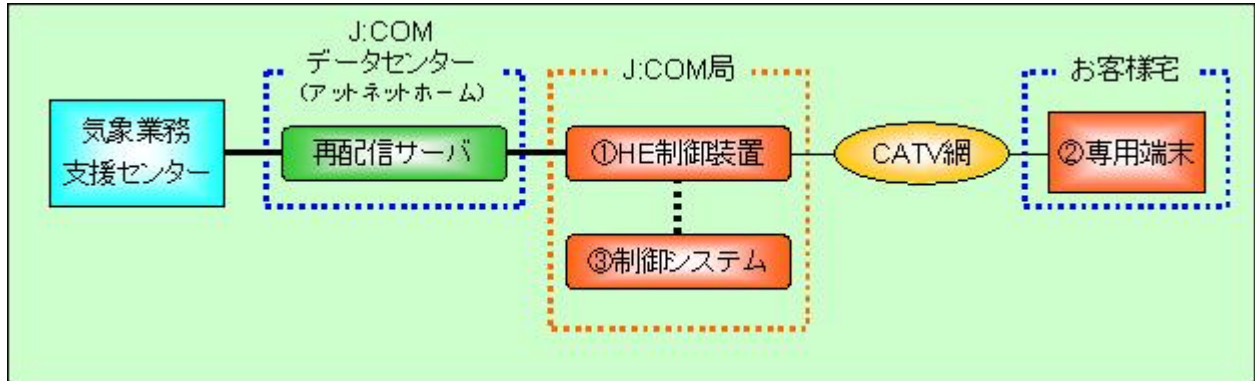 J:COM
データセンター
(アットネットホーム)
J:COM局
お客様宅
気象業務
支援センター
再配信サーバ
①HE制御装置
CATV網
②専用端末
③制御システム